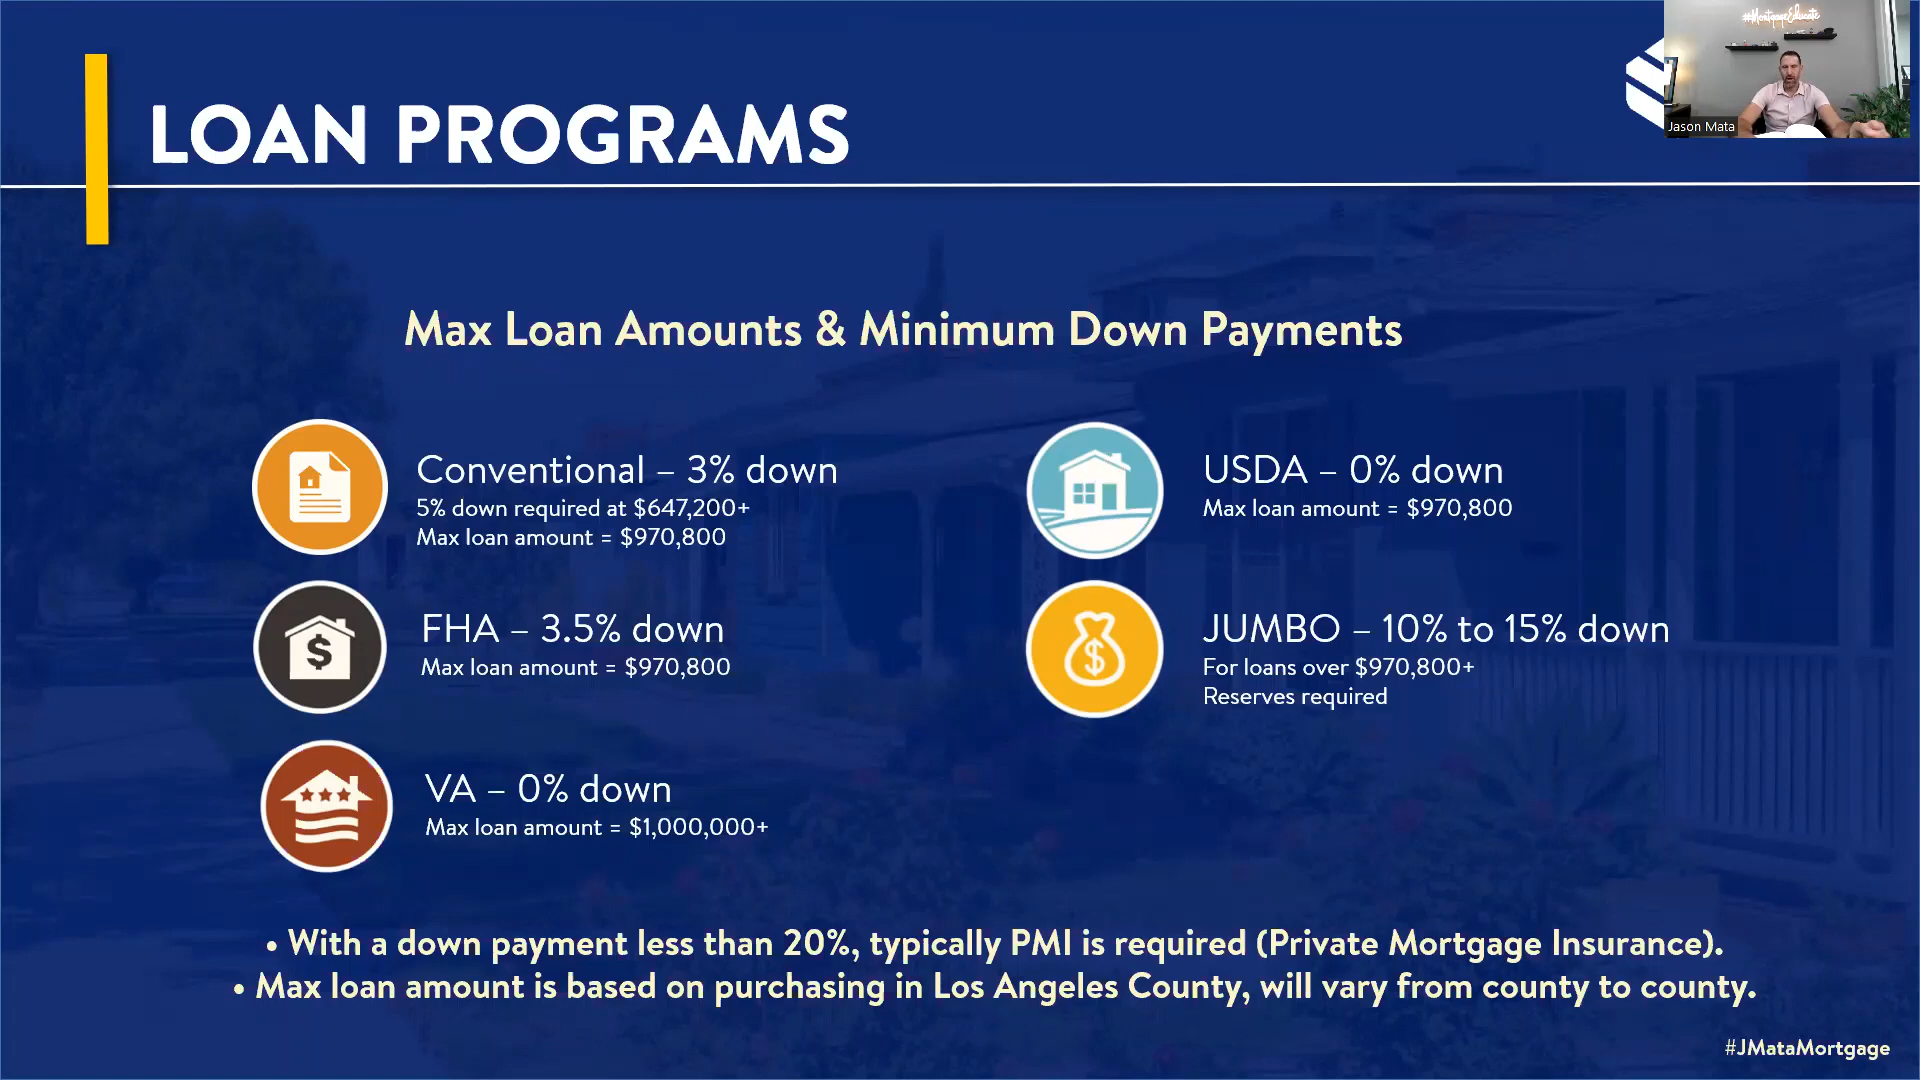 #MortgageEducate
Jason Mata
LOAN PROGRAMS
Max Loan Amounts & Minimum Down Payments
Conventional – 3% down
5% down required at $647,200+
Max loan amount = $970,800
FHA – 3.5% down
Max loan amount = $970,800
VA – 0% down
Max loan amount = $1,000,000+
USDA – 0% down
Max loan amount = $970,800
JUMBO – 10% to 15% down
For loans over $970,800+
Reserves required
• With a down payment less than 20%, typically PMI is required (Private Mortgage Insurance).
• Max loan amount is based on purchasing in Los Angeles County, will vary from county to county.
#JMataMortgage